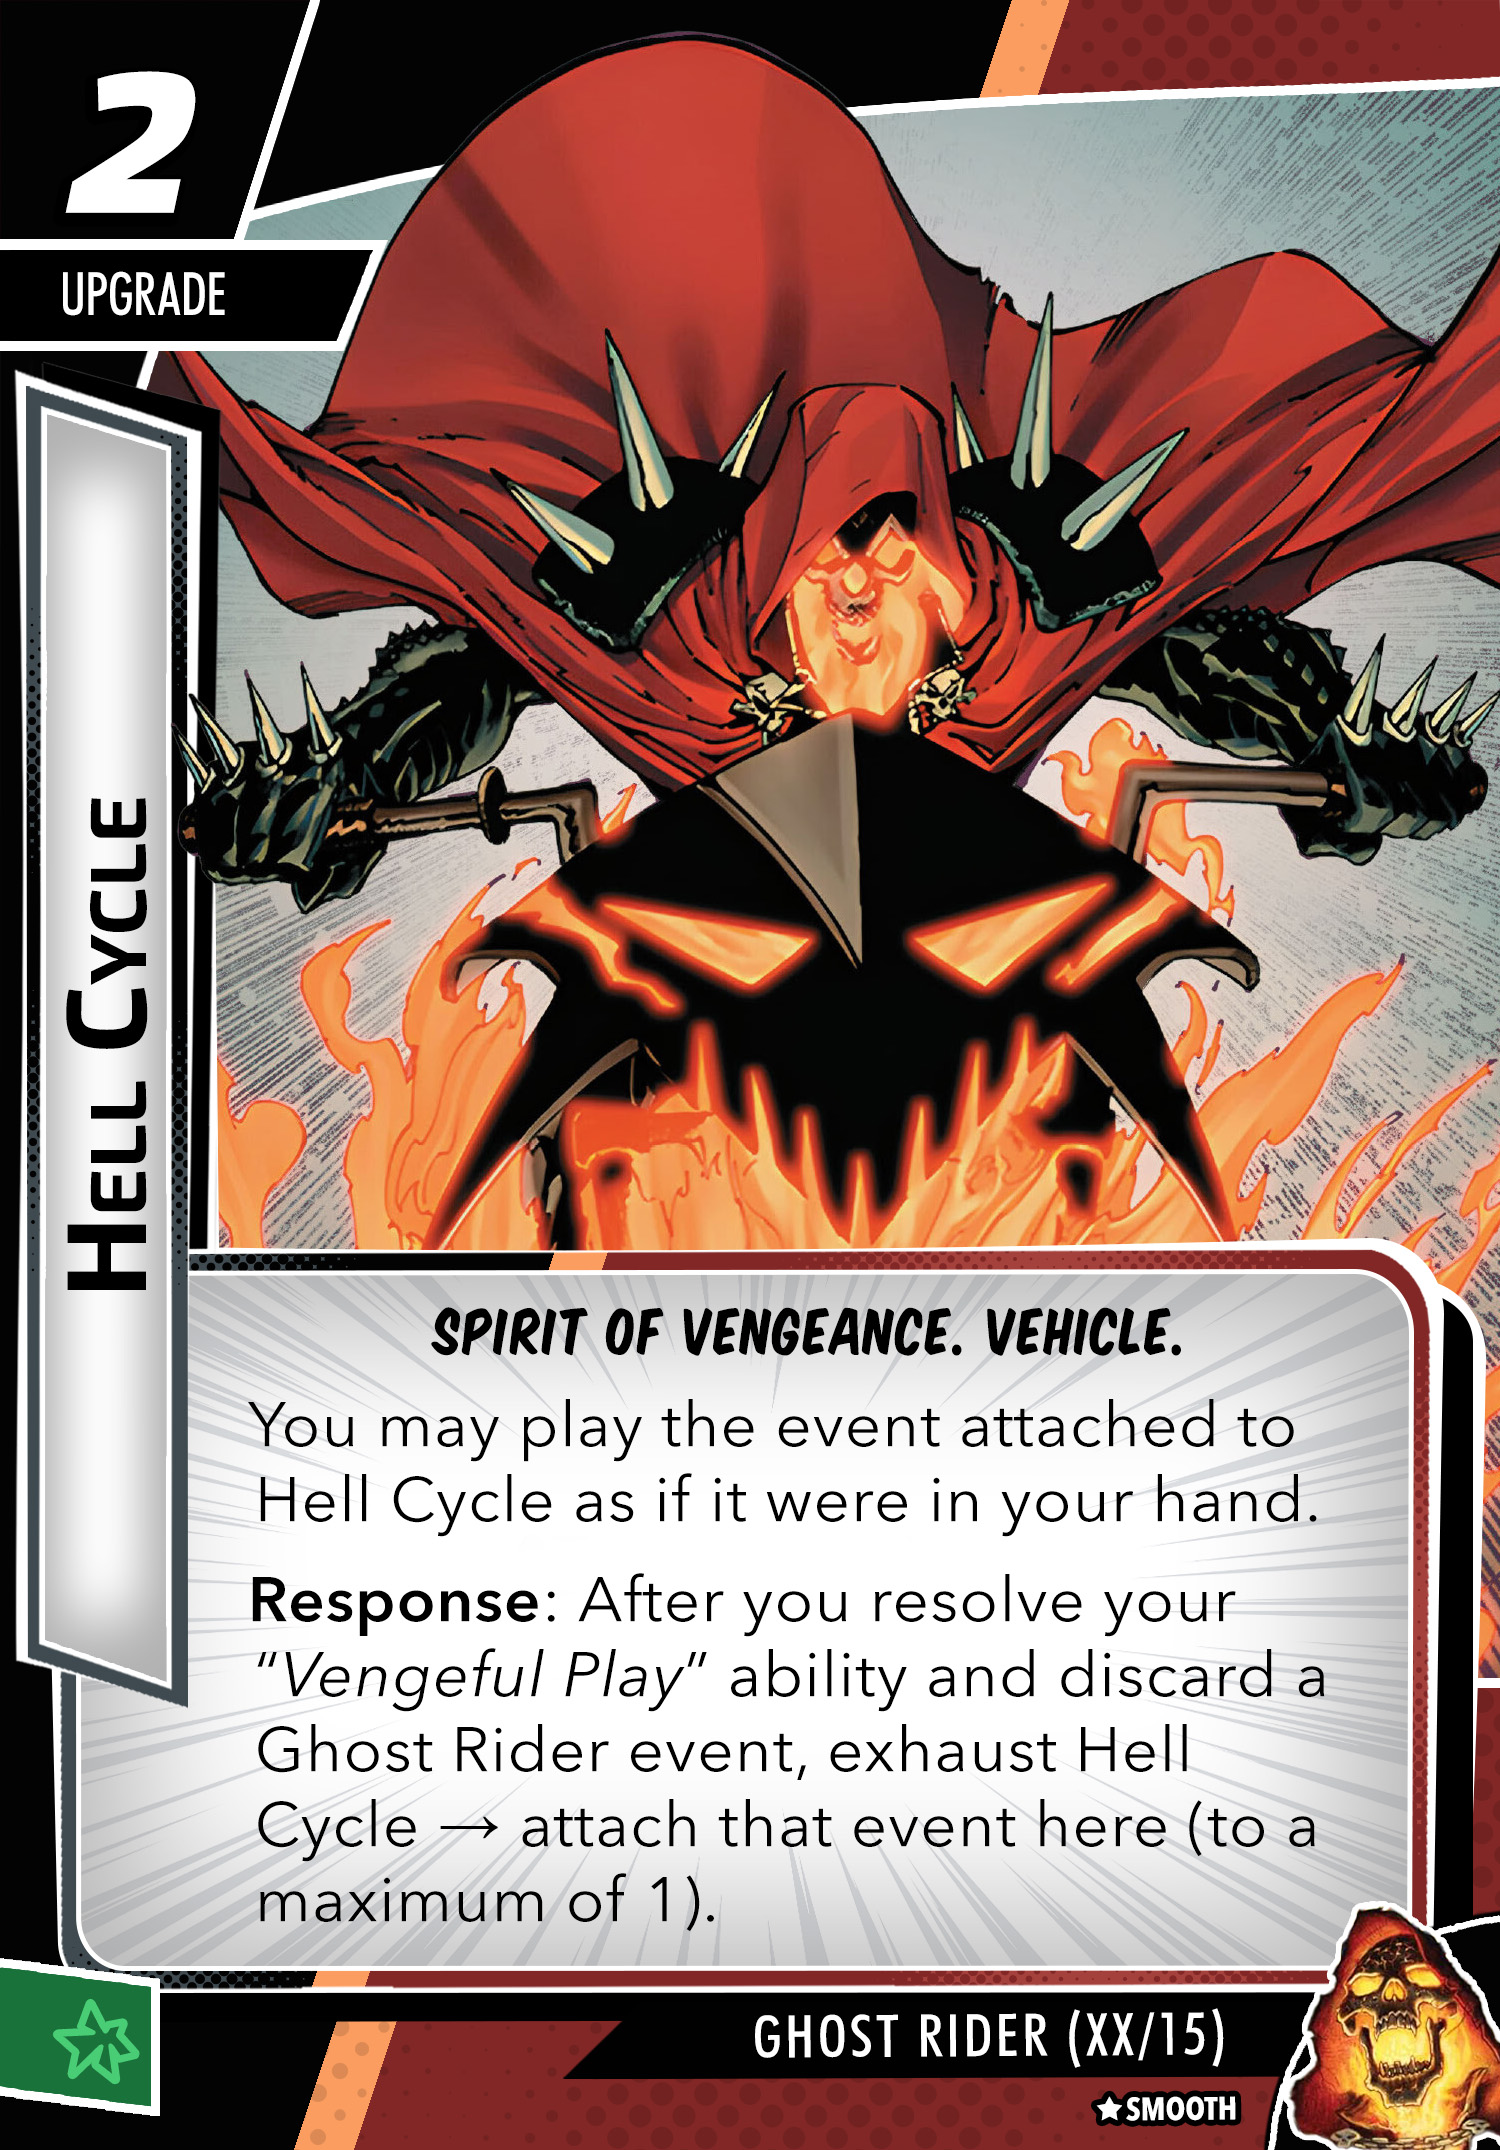 2
UPGRADE
HELL CYCLE
SPIRIT OF VENGEANCE. VEHICLE.
You may play the event attached to
Hell Cycle as if it were in your hand.
Response: After you resolve your
“Vengeful Play” ability and discard a
Ghost Rider event, exhaust Hell
Cycle → attach that event here (to a
maximum of 1).
GHOST RIDER (XX/15)
★SMOOTH